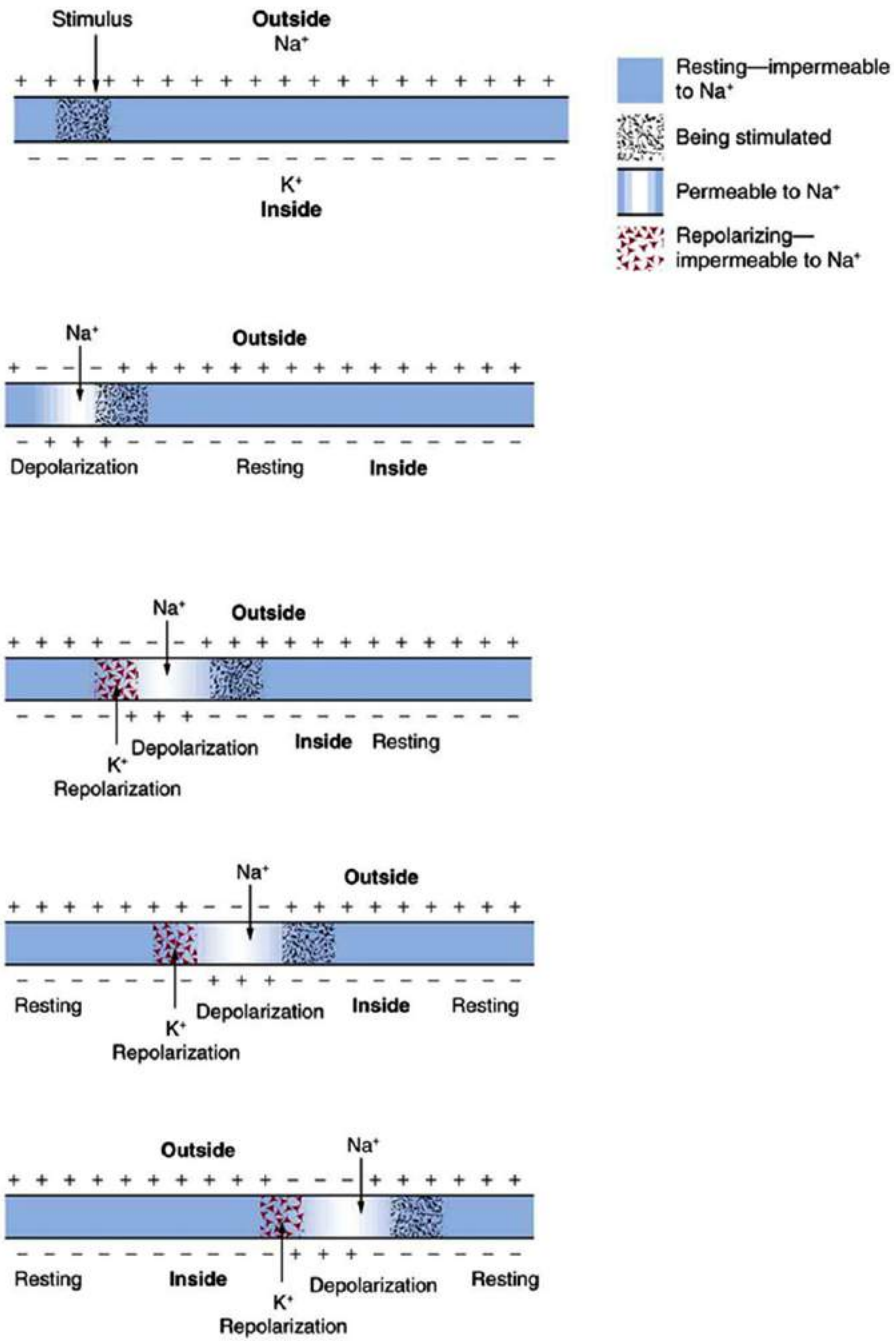 Stimulus
Outside
Na⁺
+ + + + + + + + + + + + + + + + + + +
– – – – – – – – – – – – – – – – – – – –
K⁺
Inside
Resting—impermeable
to Na⁺
Being stimulated
Permeable to Na⁺
Repolarizing—
impermeable to Na⁺
Na⁺
Outside
+ – – – + + + + + + + + + + + + + + +
– + + + – – – – – – – – – – – – – – –
Depolarization
Resting
Inside
Na⁺
Outside
+ + + + – – – + + + + + + + + + + + +
– – – – + + + – – – – – – – – – – – –
Depolarization
Inside
Resting
K⁺
Repolarization
Na⁺
Outside
+ + + + + + + – – – + + + + + + + + +
– – – – – – – + + + – – – – – – – – –
Resting
Depolarization
Inside
Resting
K⁺
Repolarization
Outside
Na⁺
+ + + + + + + + + + – – – + + + + + +
– – – – – – – – – – + + + – – – – – –
Resting
Inside
Depolarization
Resting
K⁺
Repolarization